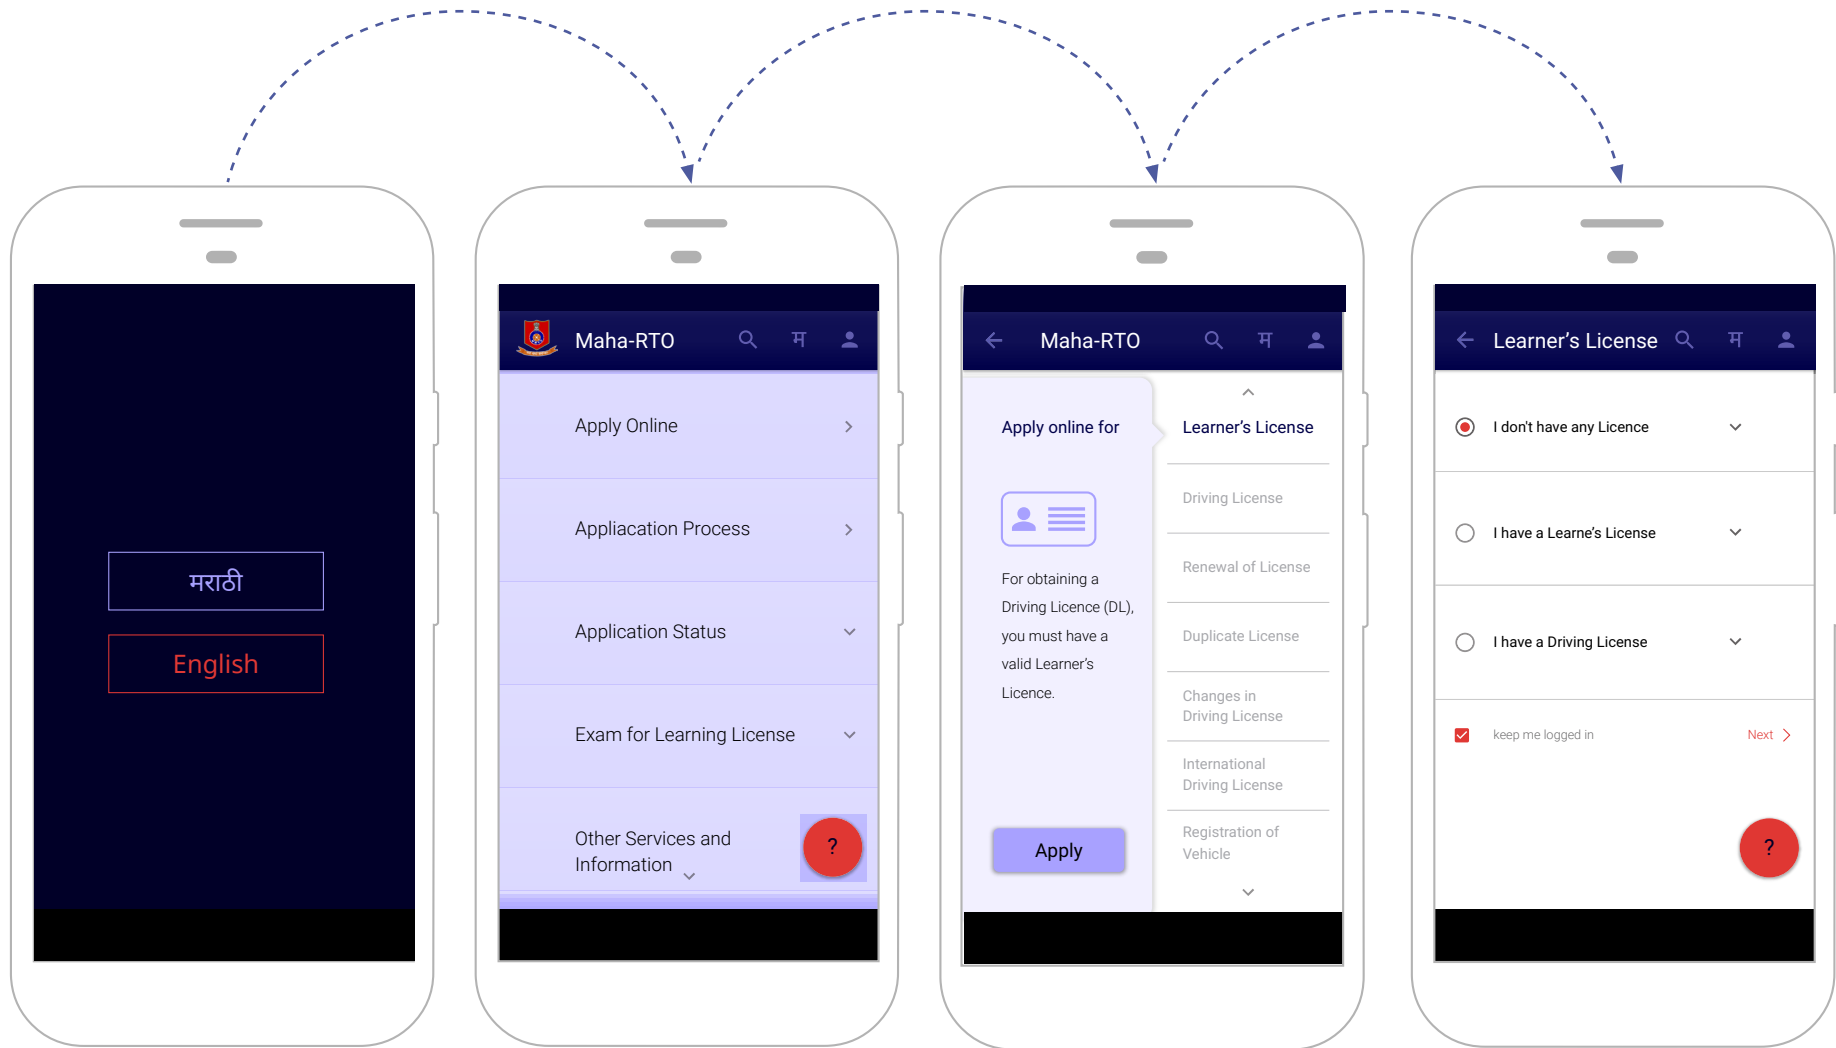 मराठी
English
Maha-RTO
म
Apply Online
Appliacation Process
Application Status
Exam for Learning License
Other Services and
Information
?
Maha-RTO
म
Apply online for
For obtaining a
Driving Licence (DL),
you must have a
valid Learner's
Licence.
Apply
Learner's License
Driving License
Renewal of License
Duplicate License
Changes in
Driving License
International
Driving License
Registration of
Vehicle
Learner's License
म
I don't have any Licence
I have a Learne's License
I have a Driving License
keep me logged in
Next
?